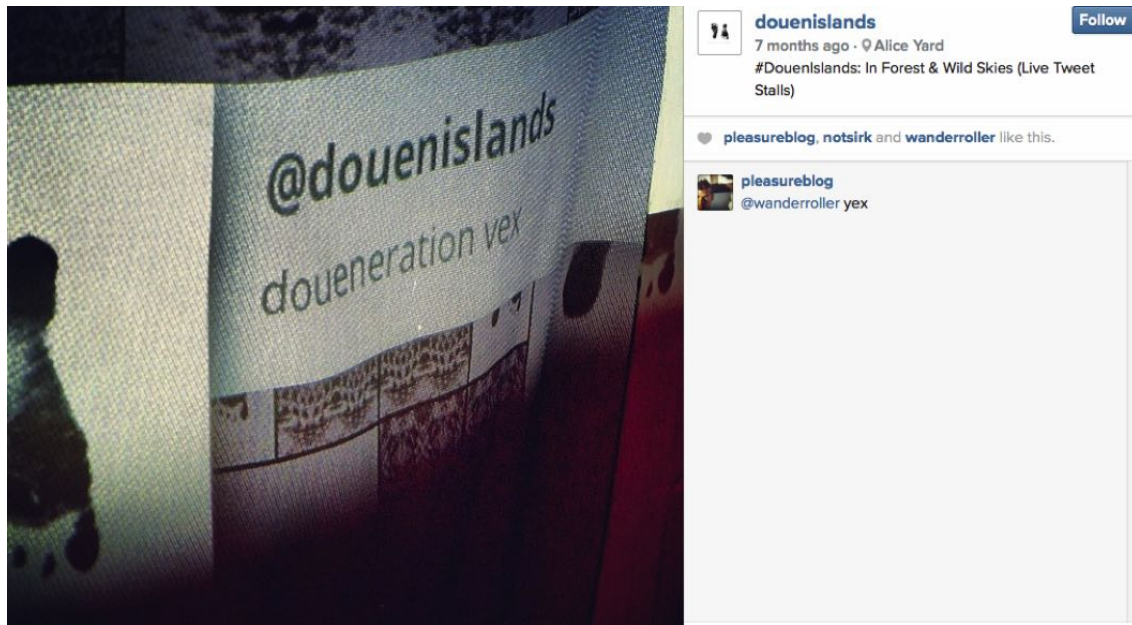 @douenislands
doueneration vex
douenislands
Follow
7 months ago · Alice Yard
#DouenIslands: In Forest & Wild Skies (Live Tweet
Stalls)
pleasureblog, notsirk and wanderroller like this.
pleasureblog
@wanderroller yex